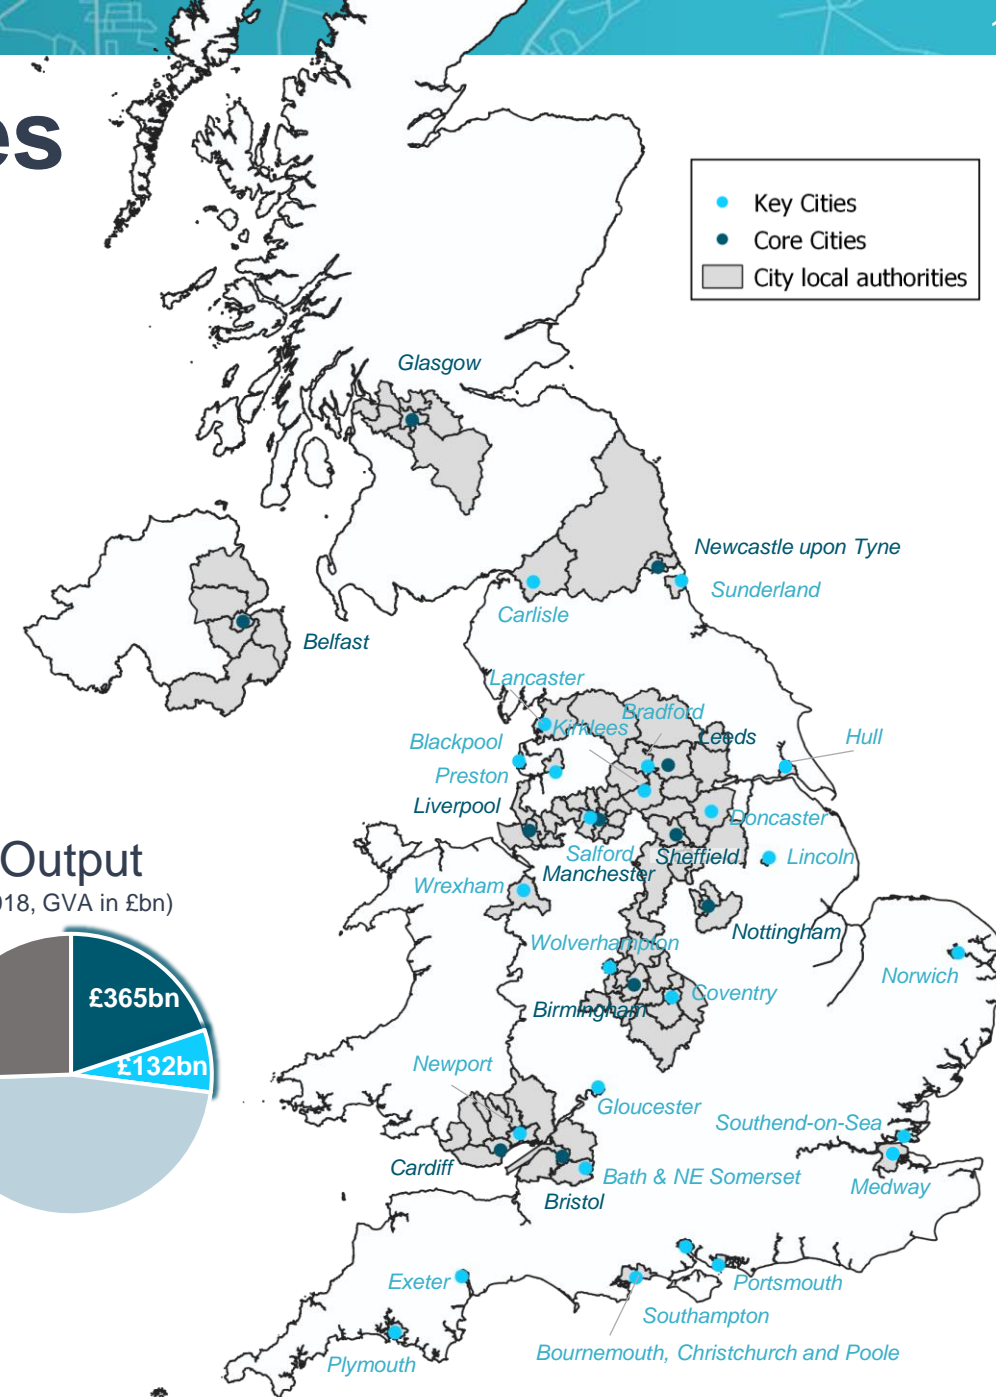 Key Cities
Core Cities
City local authorities
Glasgow
Newcastle upon Tyne
Sunderland
Carlisle
Belfast
Lancaster
Bradford
Kirklees
Leeds
Hull
Blackpool
Preston
Liverpool
Doncaster
Salford
Sheffield
Lincoln
Manchester
Wrexham
Nottingham
Wolverhampton
Norwich
Coventry
Birmingham
Output
£365bn
£132bn
Newport
Gloucester
Southend-on-Sea
Cardiff
Bath & NE Somerset
Medway
Bristol
Exeter
Portsmouth
Southampton
Bournemouth, Christchurch and Poole
Plymouth
es
18, GVA in £bn)